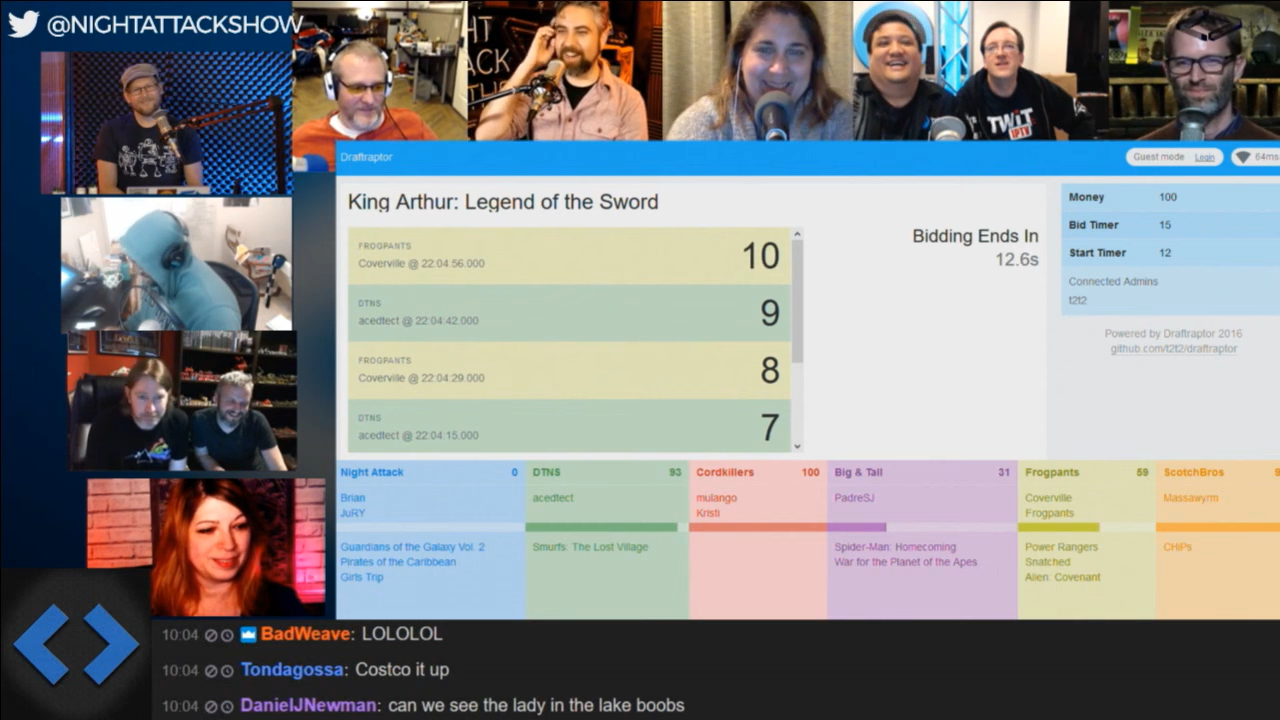 @NIGHTATTACKSHOW
TWiT
IPTV
Draftraptor
Guest mode Login 64ms
King Arthur: Legend of the Sword
Bidding Ends In
12.6s
FROGPANTS
Coverville @ 22:04:56.000
10
DTNS
acedtect @ 22:04:42.000
9
FROGPANTS
Coverville @ 22:04:29.000
8
DTNS
acedtect @ 22:04:15.000
7
Money 100
Bid Timer 15
Start Timer 12
Connected Admins
t2t2
Powered by Draftraptor 2016
github.com/t2t2/draftraptor
Night Attack 0
Brian
JuRY
Guardians of the Galaxy Vol. 2
Pirates of the Caribbean
Girls Trip
DTNS 93
acedtect
Smurfs: The Lost Village
Cordkillers 100
mulango
Kristi
Big & Tall 31
PadreSJ
Spider-Man: Homecoming
War for the Planet of the Apes
Frogpants 59
Coverville
Frogpants
Power Rangers
Snatched
Alien: Covenant
ScotchBros 9
Massawyrm
CHiPs
10:04 BadWeave: LOLOLOL
10:04 Tondagossa: Costco it up
10:04 DanielJNewman: can we see the lady in the lake boobs